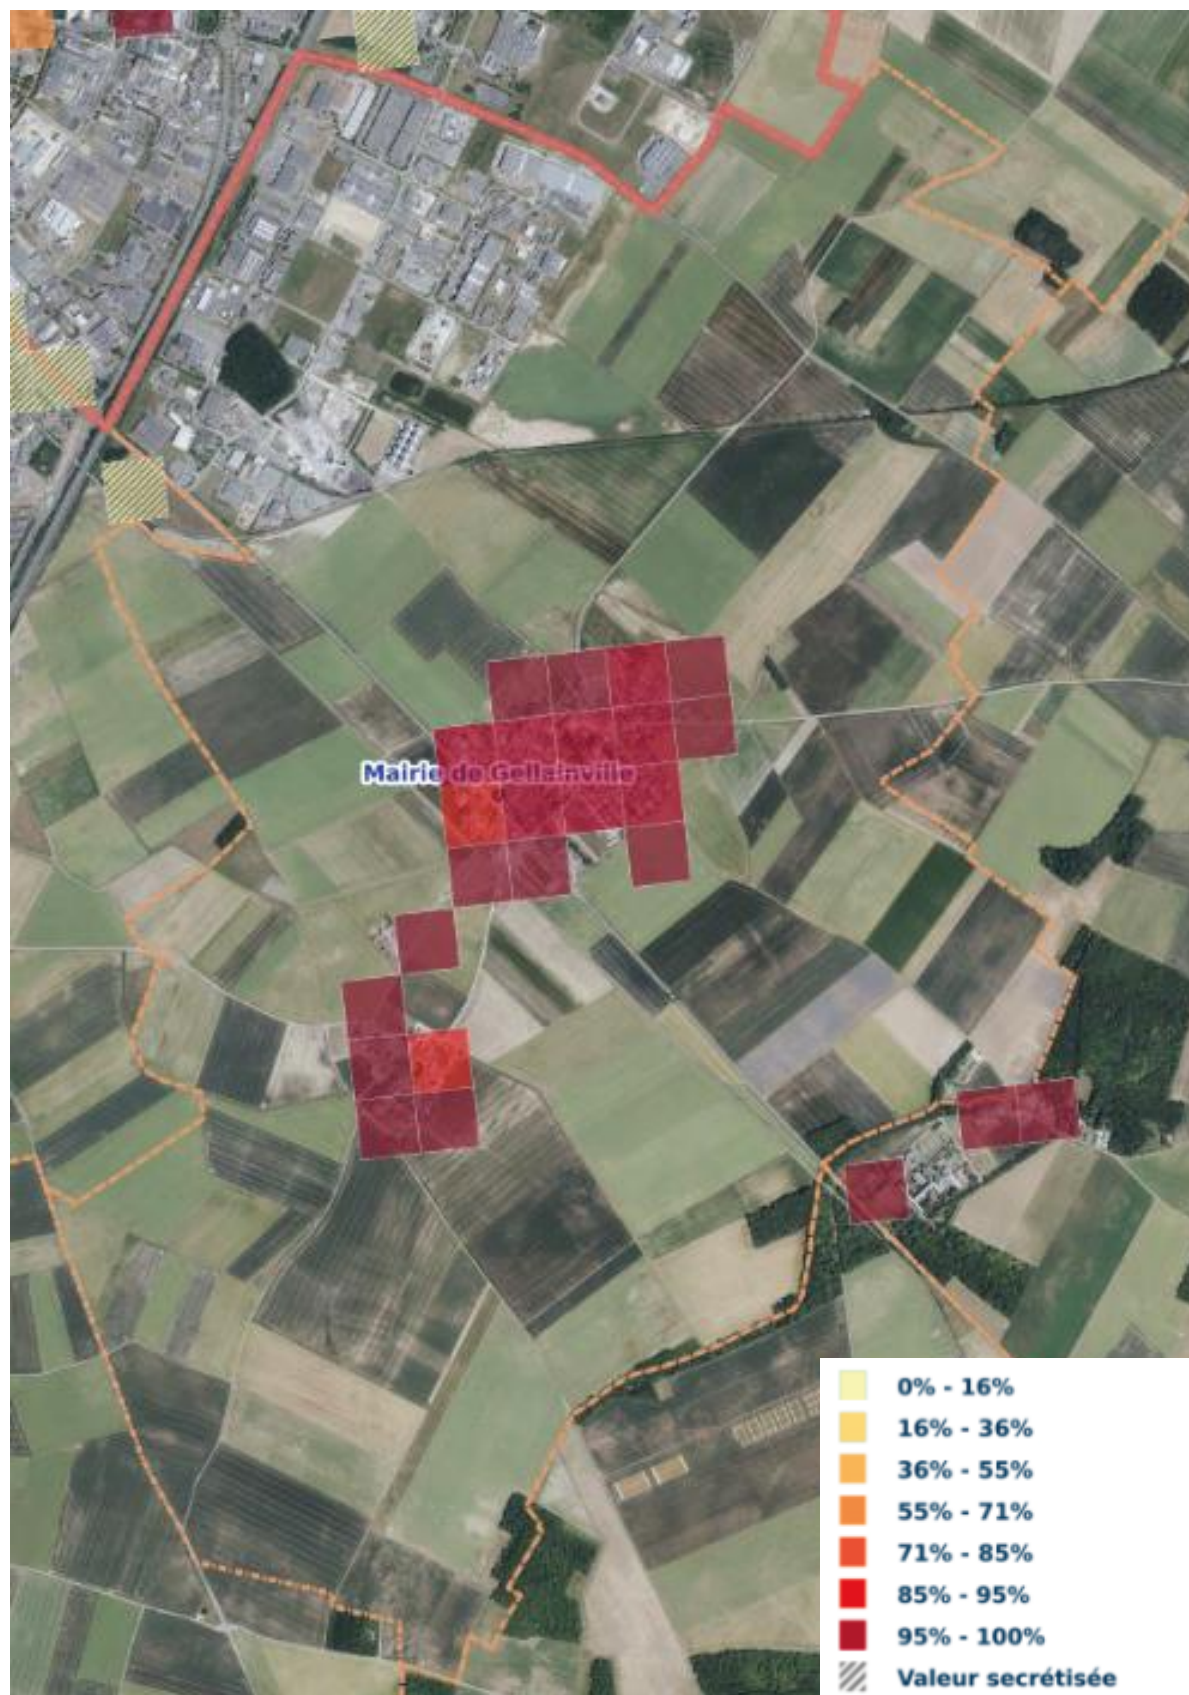 Mairie de Gellainville
0% - 16%
16% - 36%
36% - 55%
55% - 71%
71% - 85%
85% - 95%
95% - 100%
Valeur secrétisée